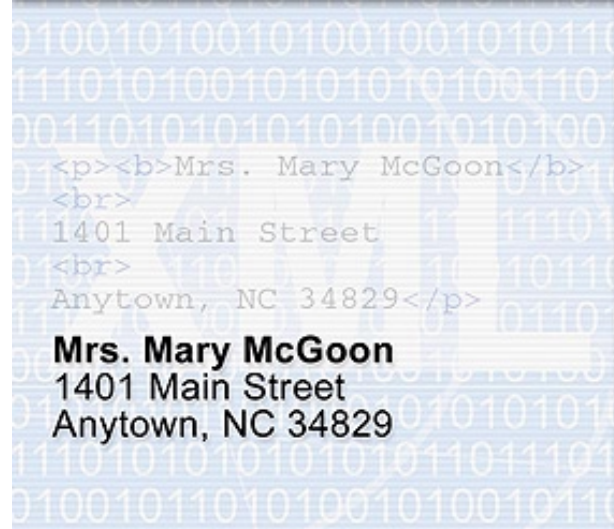 <p><b>Mrs. Mary McGoon</b>
<br>
1401 Main Street
<br>
Anytown, NC 34829</p>
Mrs. Mary McGoon
1401 Main Street
Anytown, NC 34829
XML